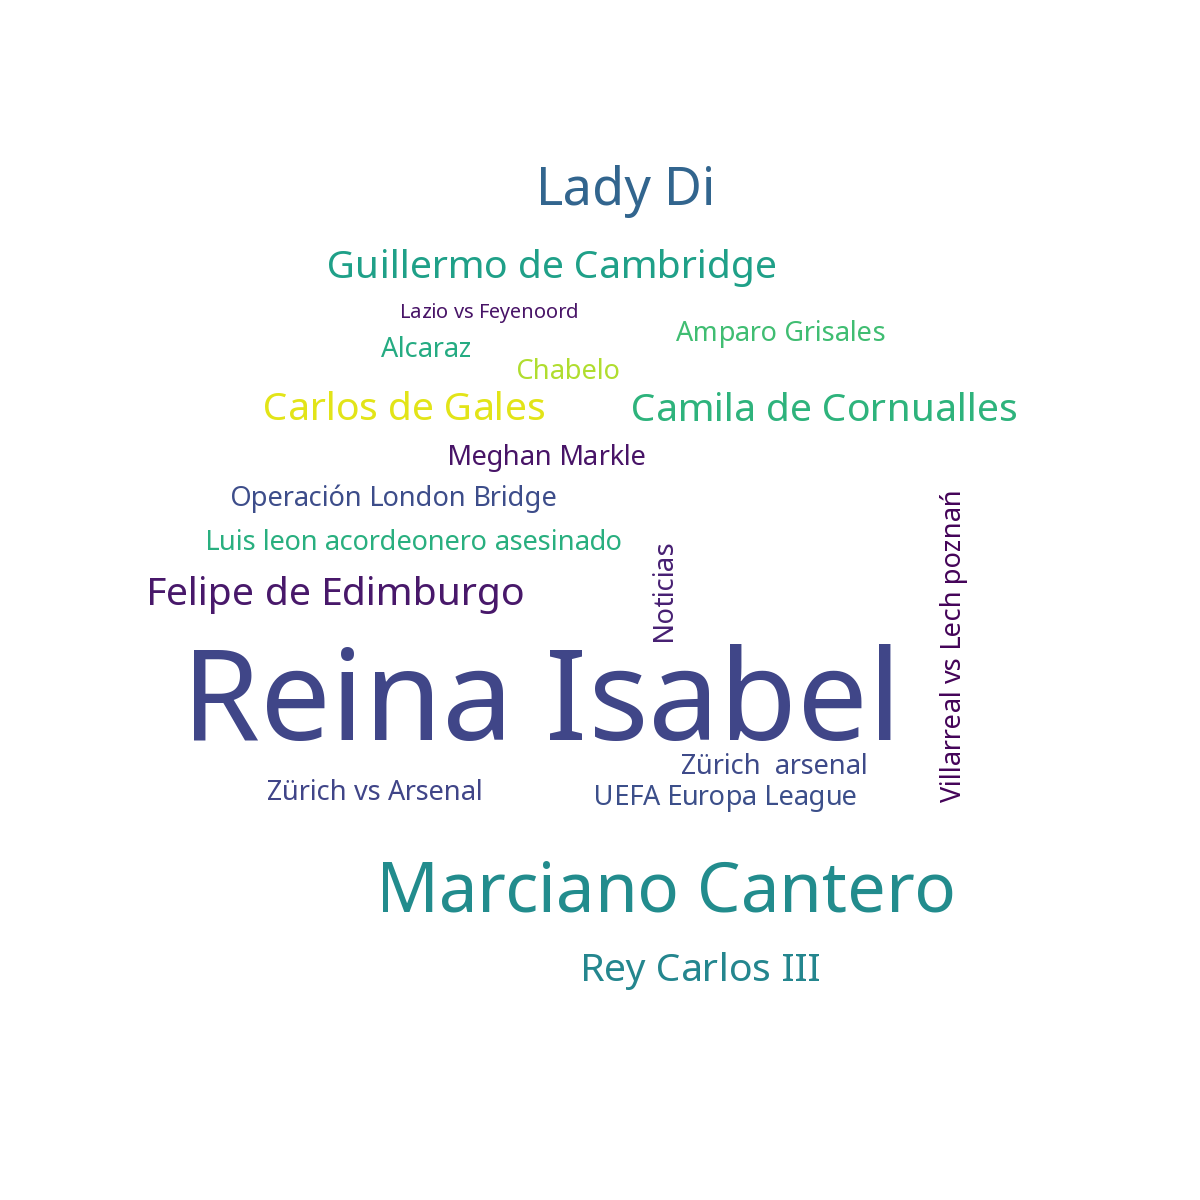 Lady Di
Guillermo de Cambridge
Lazio vs Feyenoord
Amparo Grisales
Alcaraz
Chabelo
Carlos de Gales
Camila de Cornualles
Meghan Markle
Operación London Bridge
Luis leon acordeonero asesinado
Noticias
Villarreal vs Lech poznań
Felipe de Edimburgo
Reina Isabel
Zürich  arsenal
Zürich vs Arsenal
UEFA Europa League
Marciano Cantero
Rey Carlos III